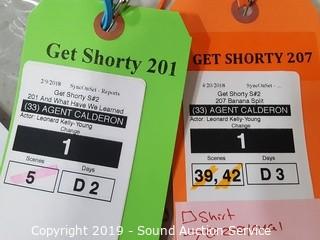 Get Shorty 201
2/9/2018 SyncOnSet - Reports
Get Shorty S#2
201 And What Have We Learned
(33) AGENT CALDERON
Actor: Leonard Kelly-Young
Change
1
Scenes
5
D 2
GET SHORTY 207
4/20/2018 SyncOnSet -
Get Shorty S#2
207 Banana Split
(33) AGENT CALDERON
Actor: Leonard Kelly-Young
Change
1
Scenes
39, 42
D 3
Shirt
Copyright 2019 - Sound Auction Service